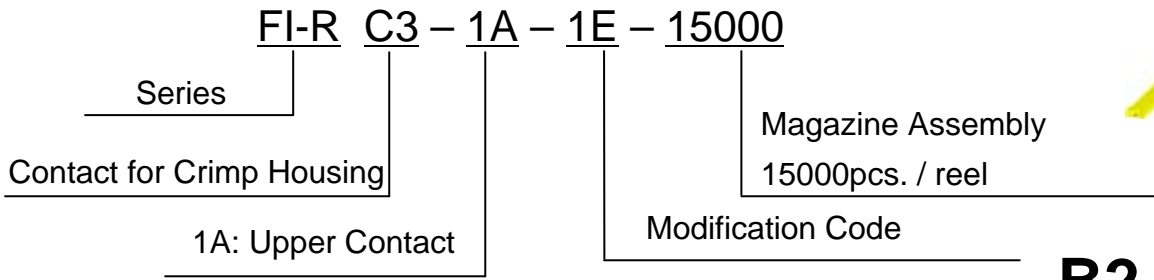 FI-R C3 – 1A – 1E – 15000
Series
Magazine Assembly
Contact for Crimp Housing
15000pcs. / reel
1A: Upper Contact
Modification Code